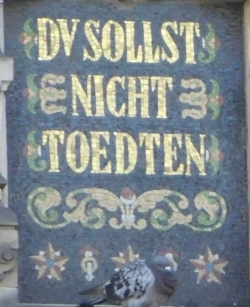 DV SOLLST
NICHT
TOEDTEN